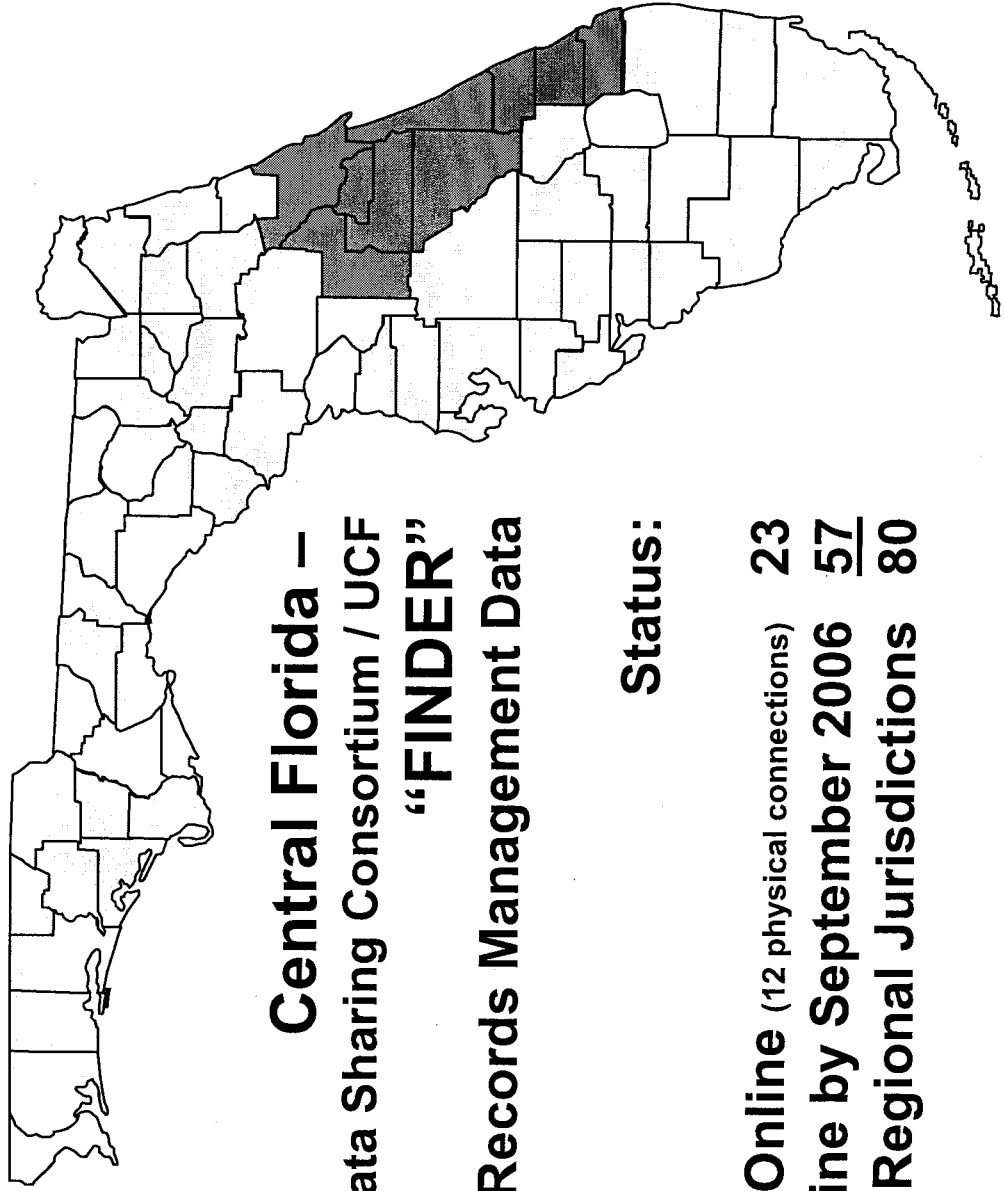 Central Florida –
ata Sharing Consortium / UCF
“FINDER”
Records Management Data
Status:
Online (12 physical connections) 23
ine by September 2006 57
Regional Jurisdictions 80